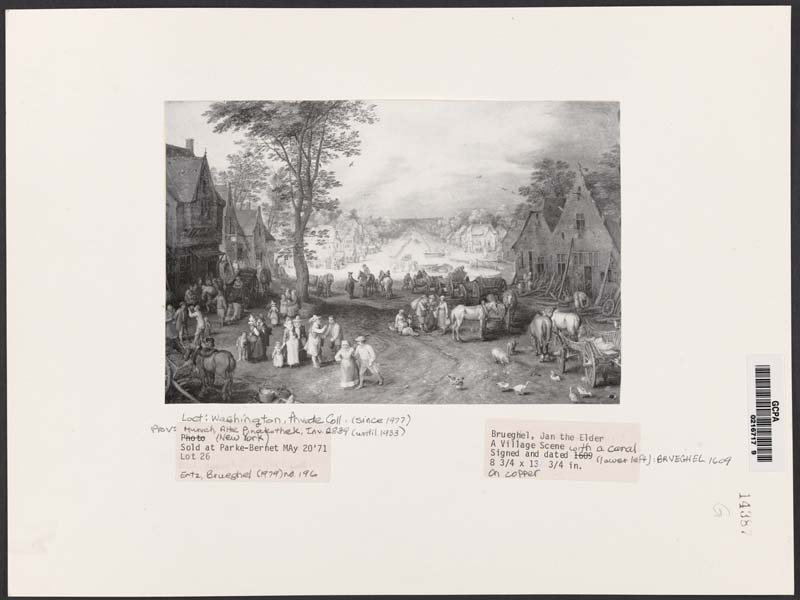 Loct: Washington, Private Coll. (since 1977)
Prov: Munich Alte Pinakothek, Inv. 2889 (until 1933)
Photo (New York)
Sold at Parke-Bernet MAy 20'71
Lot 26
Ertz, Brueghel (1979) no. 196
Brueghel, Jan the Elder
A Village Scene with a canal
Signed and dated 1609 (lower left): BRVEGHEL 1609
8 3/4 x 13 3/4 in.
On copper
GCPA
0216717 9
14387
G